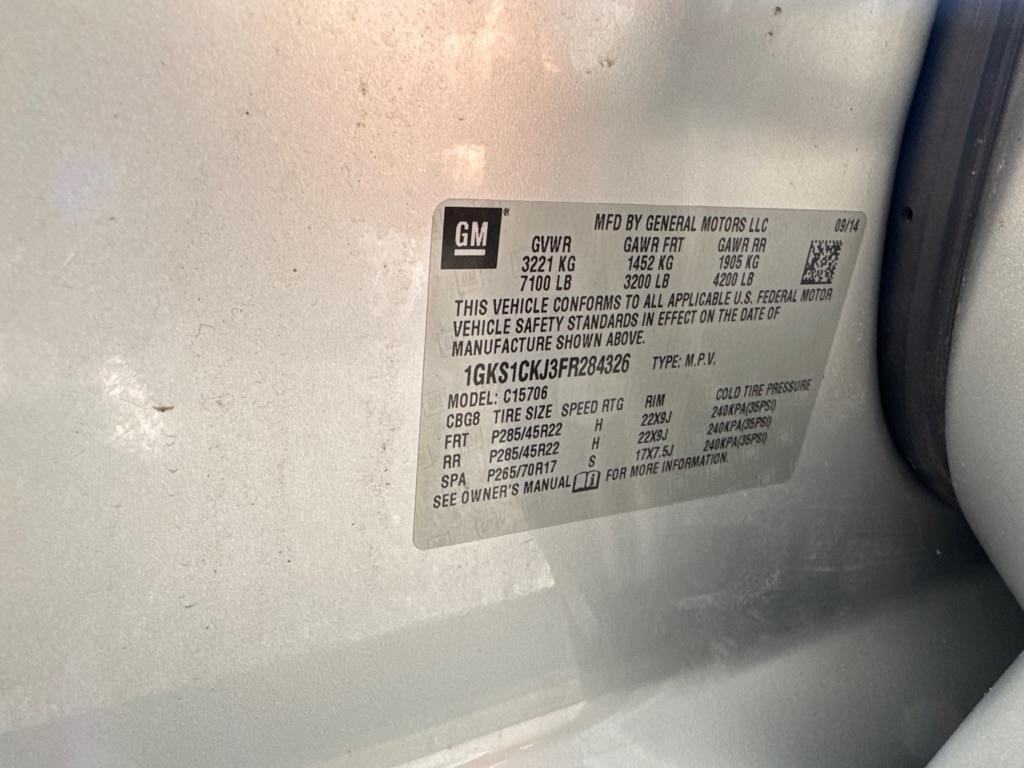 GM
MFD BY GENERAL MOTORS LLC 09/14
GVWR GAWR FRT GAWR RR
3221 KG 1452 KG 1905 KG
7100 LB 3200 LB 4200 LB
THIS VEHICLE CONFORMS TO ALL APPLICABLE U.S. FEDERAL MOTOR
VEHICLE SAFETY STANDARDS IN EFFECT ON THE DATE OF
MANUFACTURE SHOWN ABOVE.
1GKS1CKJ3FR284326 TYPE: M.P.V.
MODEL: C15706
CBG8 TIRE SIZE SPEED RTG RIM COLD TIRE PRESSURE
FRT P285/45R22 H 22X9J 240KPA(35PSI)
RR P285/45R22 H 22X9J 240KPA(35PSI)
SPA P265/70R17 S 17X7.5J 240KPA(35PSI)
SEE OWNER'S MANUAL FOR MORE INFORMATION.